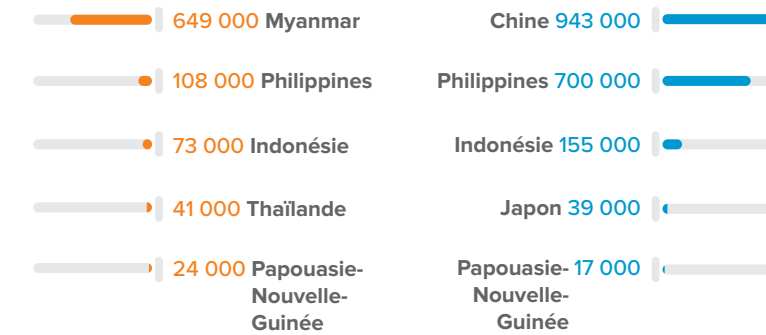 649 000 Myanmar
108 000 Philippines
73 000 Indonésie
41 000 Thaïlande
24 000 Papouasie-
Nouvelle-
Guinée
Chine 943 000
Philippines 700 000
Indonésie 155 000
Japon 39 000
Papouasie- 17 000
Nouvelle-
Guinée